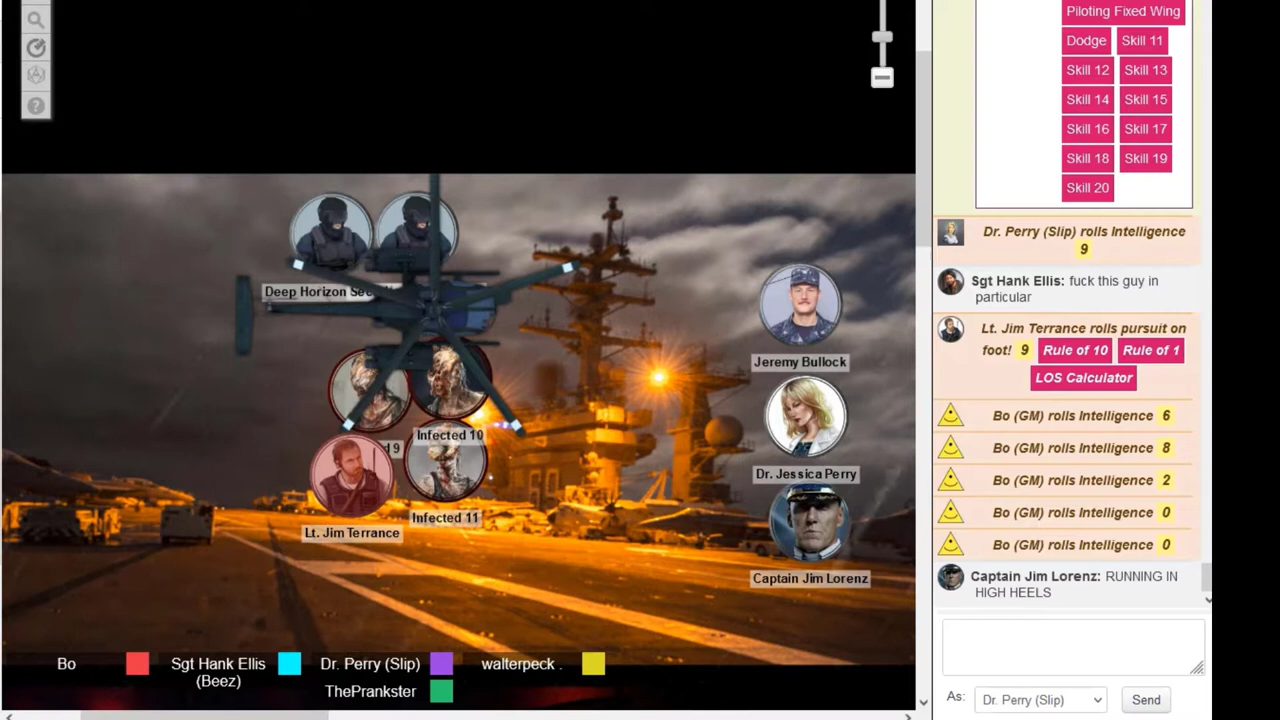 Piloting Fixed Wing
Dodge
Skill 11
Skill 12
Skill 13
Skill 14
Skill 15
Skill 16
Skill 17
Skill 18
Skill 19
Skill 20
Dr. Perry (Slip) rolls Intelligence
9
Sgt Hank Ellis: fuck this guy in
particular
Lt. Jim Terrance rolls pursuit on
foot! 9 Rule of 10 Rule of 1
LOS Calculator
Bo (GM) rolls Intelligence 6
Bo (GM) rolls Intelligence 8
Bo (GM) rolls Intelligence 2
Bo (GM) rolls Intelligence 0
Bo (GM) rolls Intelligence 0
Captain Jim Lorenz: RUNNING IN
HIGH HEELS
As: Dr. Perry (Slip) Send
Deep Horizon Sec
Jeremy Bullock
d 9
Infected 10
Dr. Jessica Perry
Infected 11
Lt. Jim Terrance
Captain Jim Lorenz
Bo
Sgt Hank Ellis
(Beez)
Dr. Perry (Slip)
walterpeck .
ThePrankster